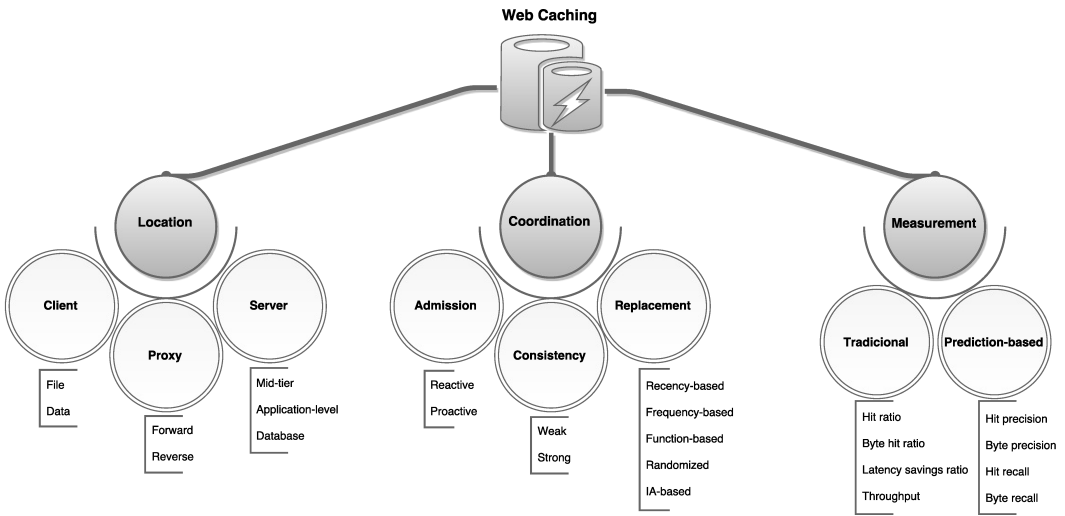 Web Caching
Location
Client
Proxy
Server
File
Data
Forward
Reverse
Mid-tier
Application-level
Database
Coordination
Admission
Consistency
Replacement
Reactive
Proactive
Weak
Strong
Recency-based
Frequency-based
Function-based
Randomized
IA-based
Measurement
Tradicional
Prediction-based
Hit ratio
Byte hit ratio
Latency savings ratio
Throughput
Hit precision
Byte precision
Hit recall
Byte recall